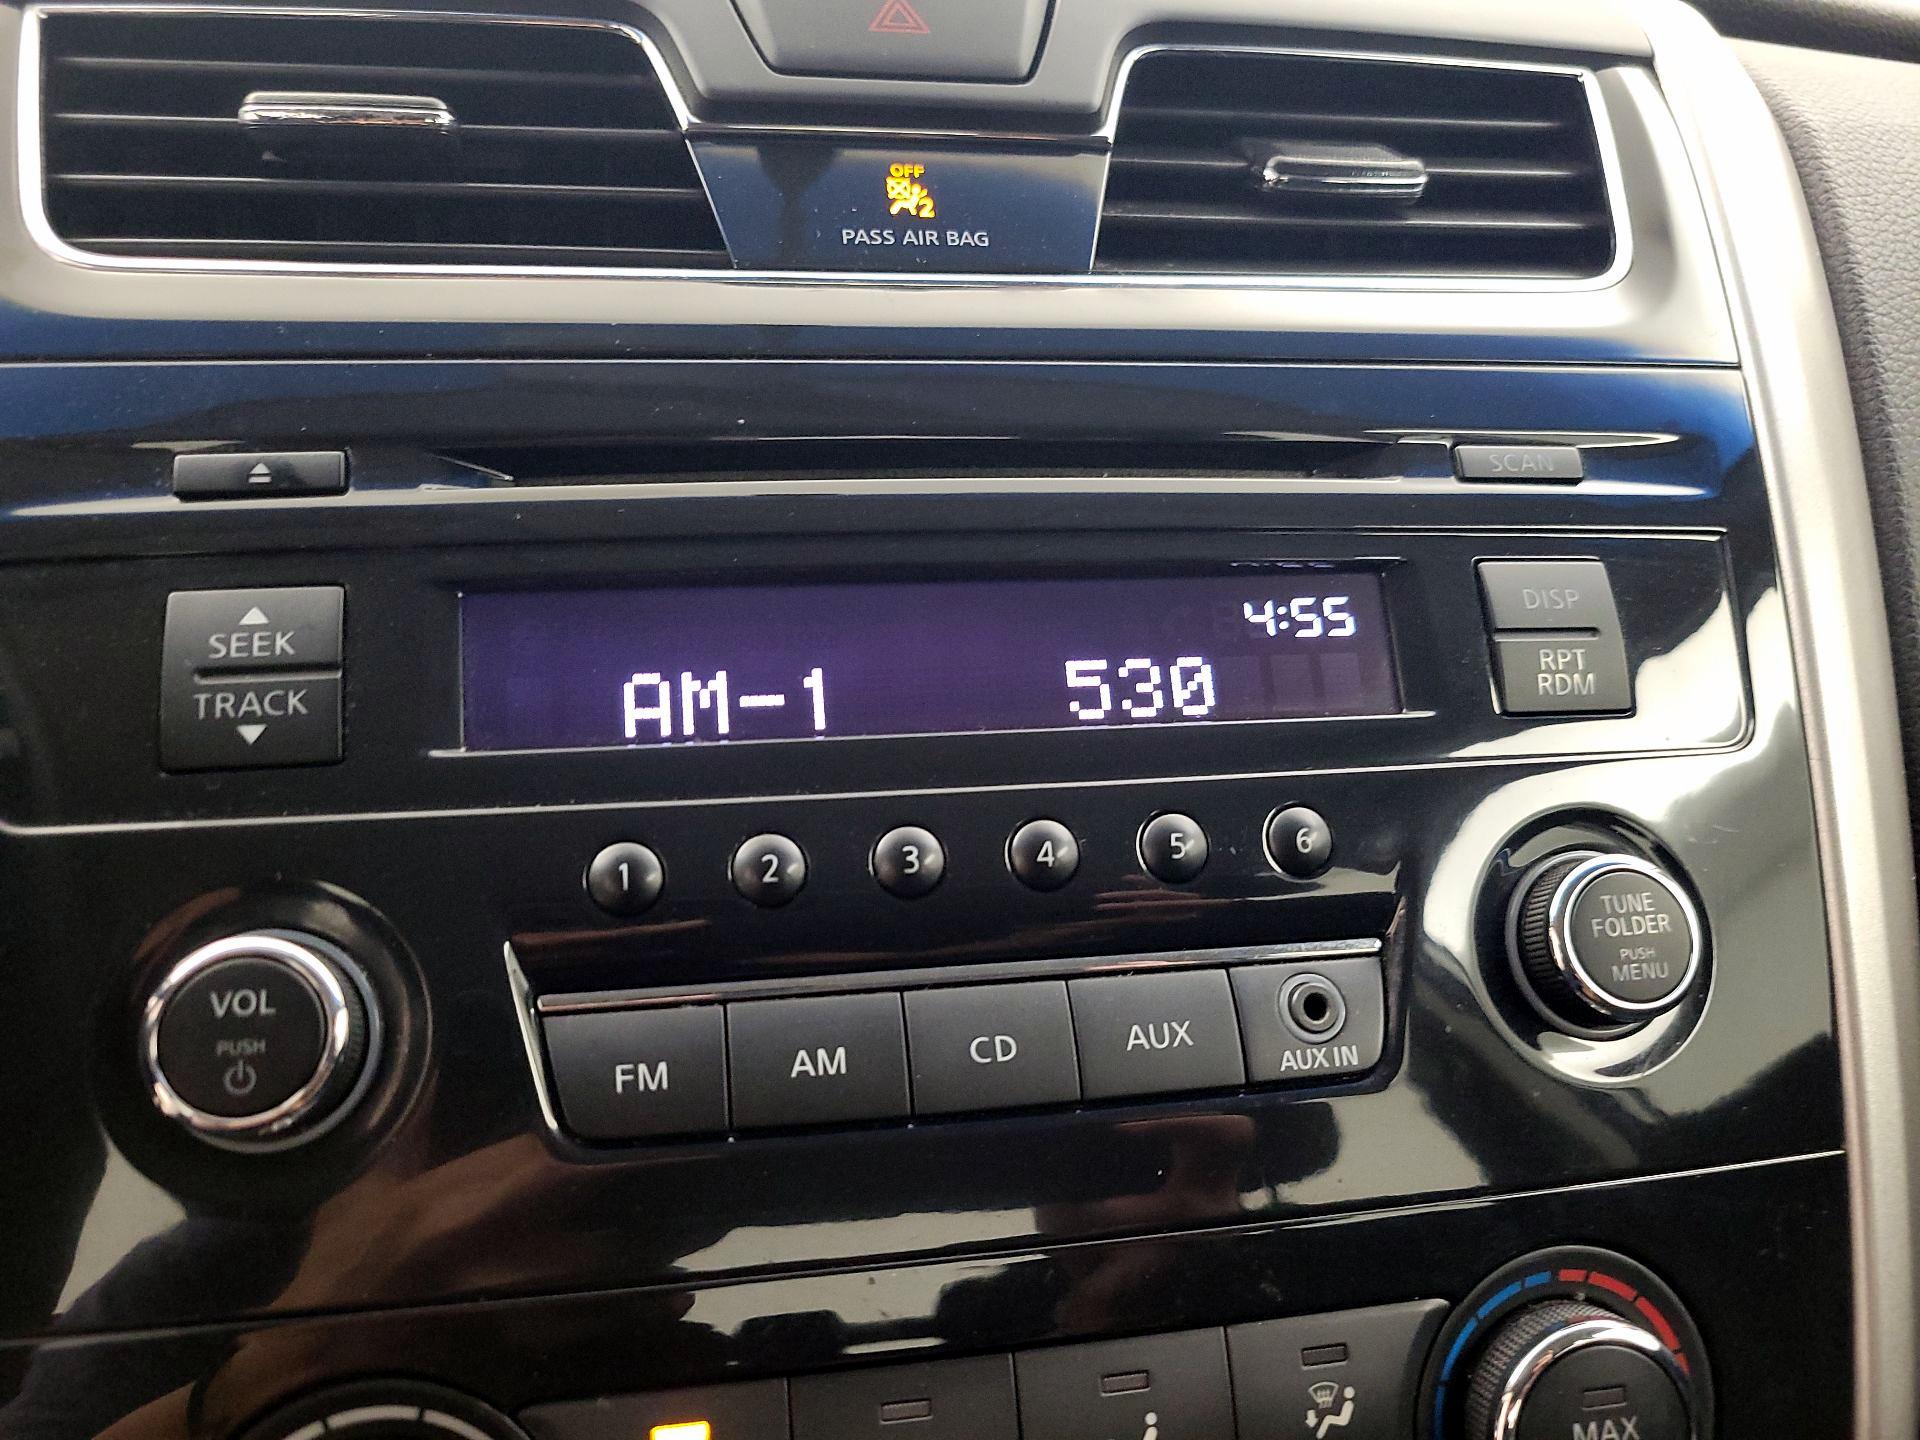 OFF
2
PASS AIR BAG
SCAN
SEEK
TRACK
4:55
AM-1 530
DISP
RPT
RDM
1 2 3 4 5 6
VOL
PUSH
TUNE
FOLDER
PUSH
MENU
FM AM CD AUX AUX IN
MAX